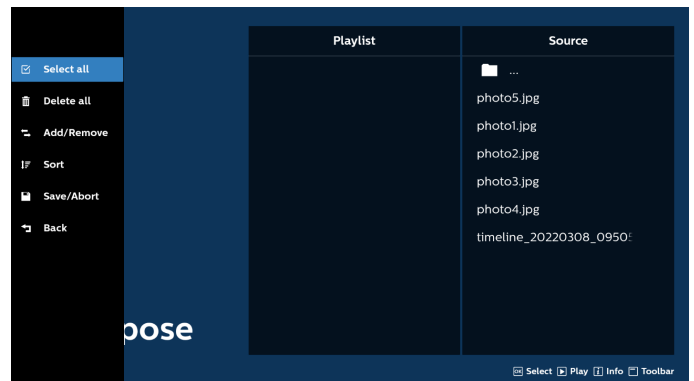 Select all
Delete all
Add/Remove
Sort
Save/Abort
Back
pose
Playlist
Source
...
photo5.jpg
photo1.jpg
photo2.jpg
photo3.jpg
photo4.jpg
timeline_20220308_0950
OK Select Play i Info Toolbar